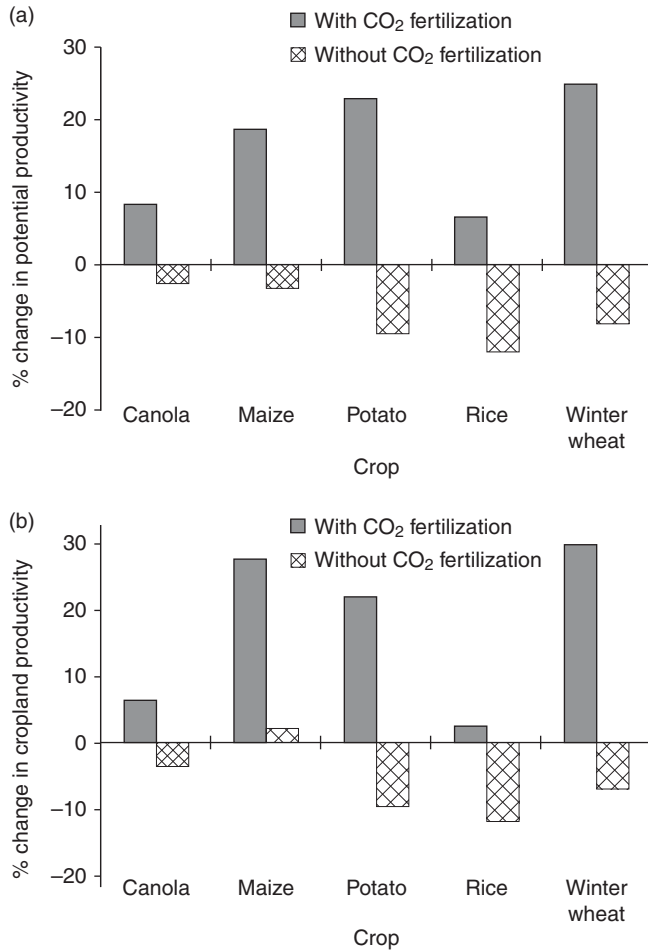 (a)
With CO₂ fertilization
Without CO₂ fertilization
% change in potential productivity
30
20
10
0
−10
−20
Canola Maize Potato Rice Winter wheat
Crop
(b)
With CO₂ fertilization
Without CO₂ fertilization
% change in cropland productivity
30
20
10
0
−10
−20
Canola Maize Potato Rice Winter wheat
Crop